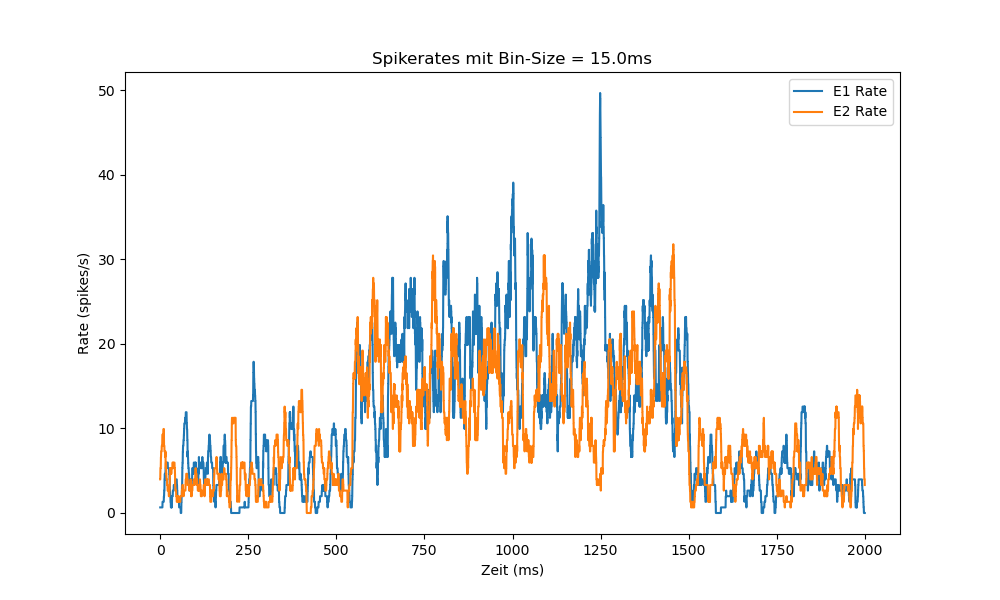 Spikerates mit Bin-Size = 15.0ms
E1 Rate
E2 Rate
50
40
30
20
10
0
Rate (spikes/s)
0 250 500 750 1000 1250 1500 1750 2000
Zeit (ms)